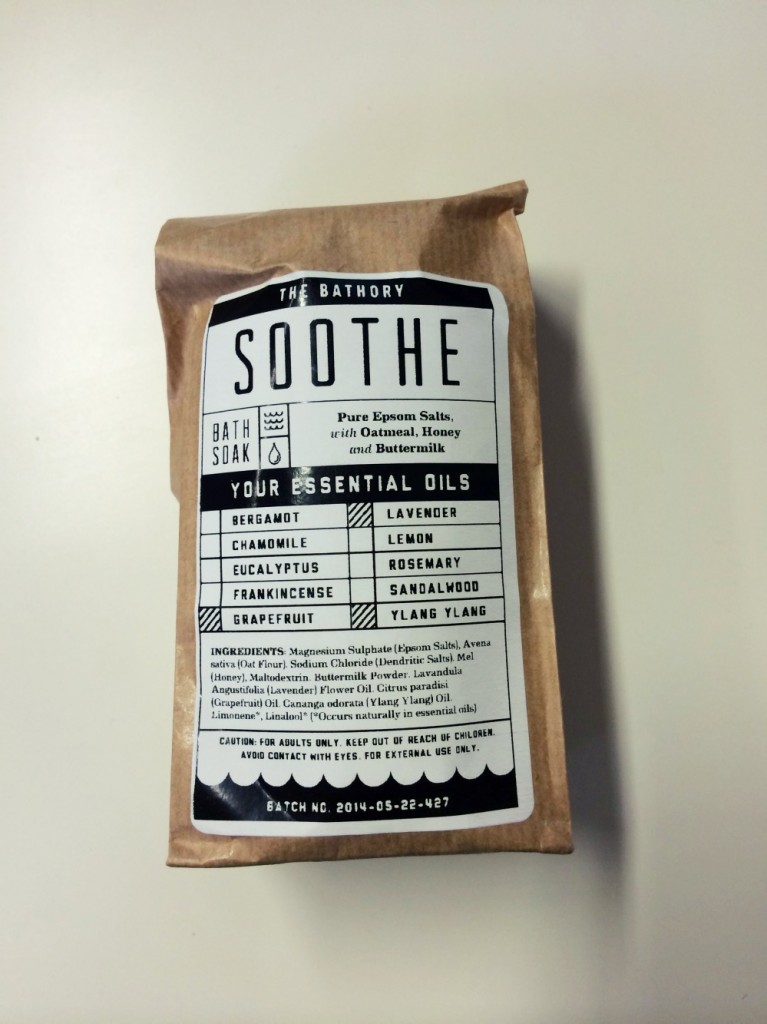 THE BATHORY
SOOTHE
BATH
SOAK
Pure Epsom Salts,
with Oatmeal, Honey
and Buttermilk
YOUR ESSENTIAL OILS
BERGAMOT
LAVENDER
CHAMOMILE
LEMON
EUCALYPTUS
ROSEMARY
FRANKINCENSE
SANDALWOOD
GRAPEFRUIT
YLANG YLANG
INGREDIENTS: Magnesium Sulphate (Epsom Salts), Avena
sativa (Oat Flour). Sodium Chloride (Dendritic Salts). Mel
(Honey), Maltodextrin. Buttermilk Powder. Lavandula
Angustifolia (Lavender) Flower Oil. Citrus paradisi
(Grapefruit) Oil. Cananga odorata (Ylang Ylang) Oil.
Limonene*, Linalool* (*Occurs naturally in essential oils)
CAUTION: FOR ADULTS ONLY. KEEP OUT OF REACH OF CHILDREN.
AVOID CONTACT WITH EYES. FOR EXTERNAL USE ONLY.
BATCH NO. 2014-05-22-427